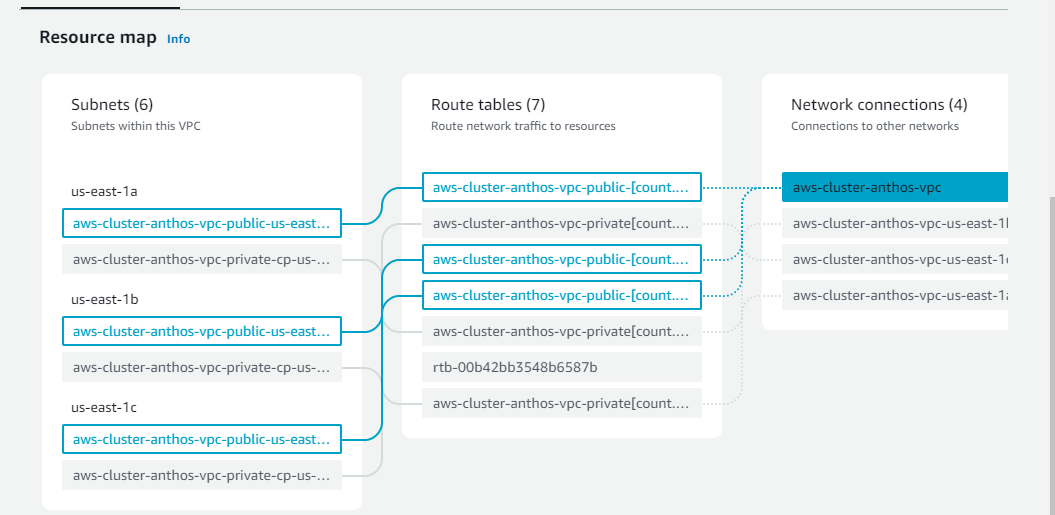 Resource map Info
Subnets (6)
Subnets within this VPC
us-east-1a
aws-cluster-anthos-vpc-public-us-east...
aws-cluster-anthos-vpc-private-cp-us-...
us-east-1b
aws-cluster-anthos-vpc-public-us-east...
aws-cluster-anthos-vpc-private-cp-us-...
us-east-1c
aws-cluster-anthos-vpc-public-us-east...
aws-cluster-anthos-vpc-private-cp-us-...
Route tables (7)
Route network traffic to resources
aws-cluster-anthos-vpc-public-[count....
aws-cluster-anthos-vpc-private[count....
aws-cluster-anthos-vpc-public-[count....
aws-cluster-anthos-vpc-public-[count....
aws-cluster-anthos-vpc-private[count....
rtb-00b42bb3548b6587b
aws-cluster-anthos-vpc-private[count....
Network connections (4)
Connections to other networks
aws-cluster-anthos-vpc
aws-cluster-anthos-vpc-us-east-1b
aws-cluster-anthos-vpc-us-east-1c
aws-cluster-anthos-vpc-us-east-1a